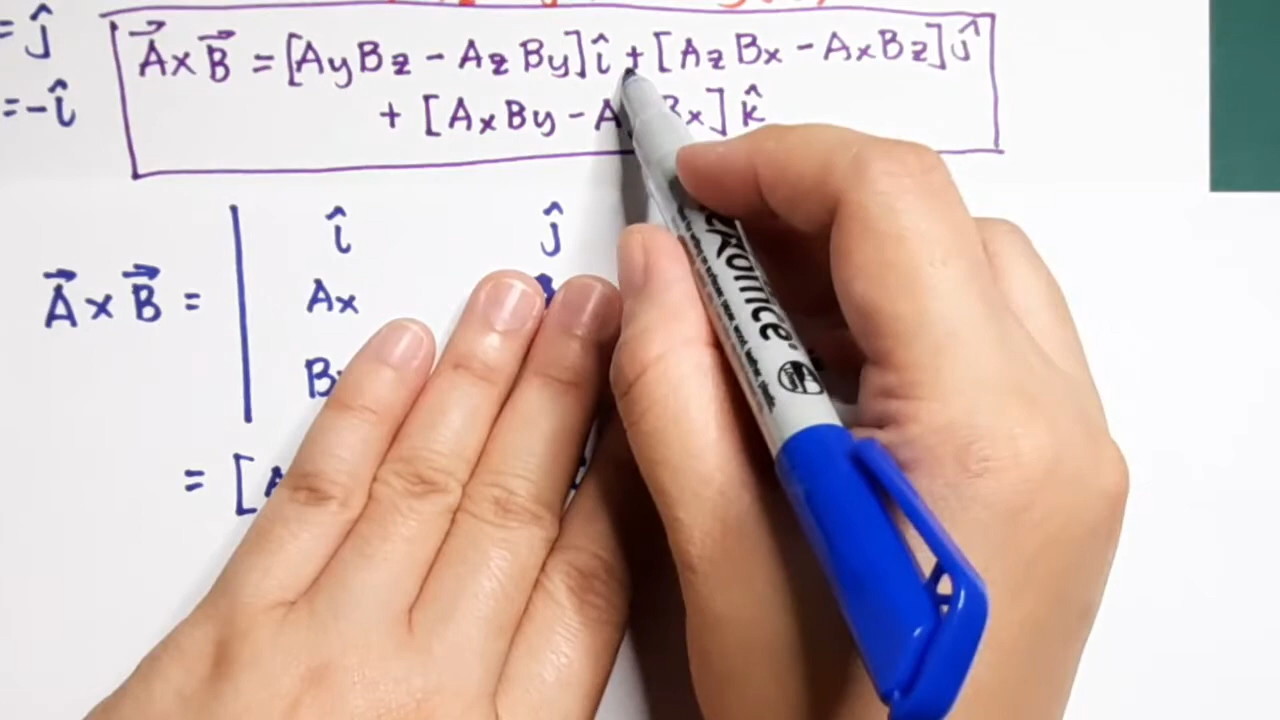 = ĵ
= -î
A⃗ x B⃗ = [AyBz - AzBy] î + [AzBx - AxBz] ĵ
+ [AxBy - A Bx] k̂
î ĵ
A⃗ x B⃗ = Ax
B
= [